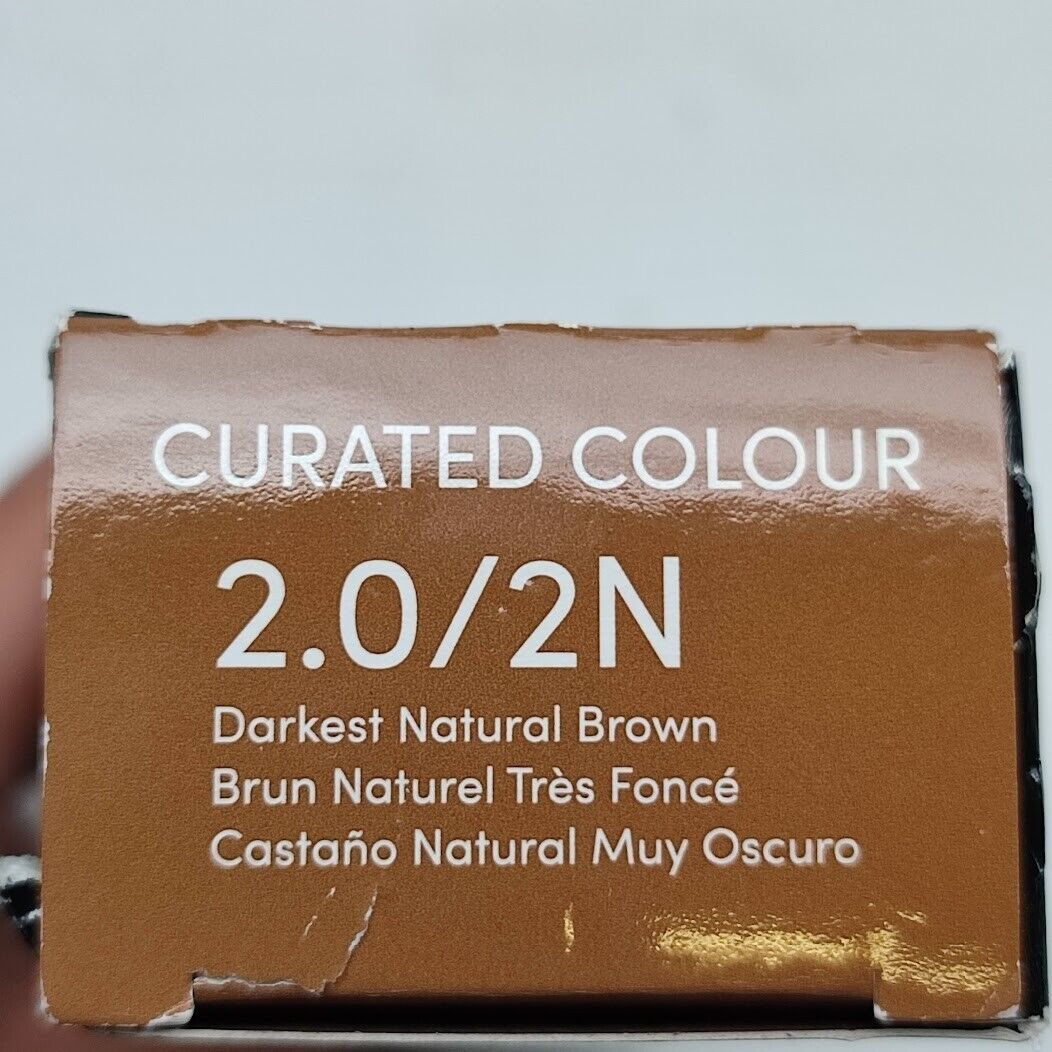 CURATED COLOUR
2.0/2N
Darkest Natural Brown
Brun Naturel Très Foncé
Castaño Natural Muy Oscuro